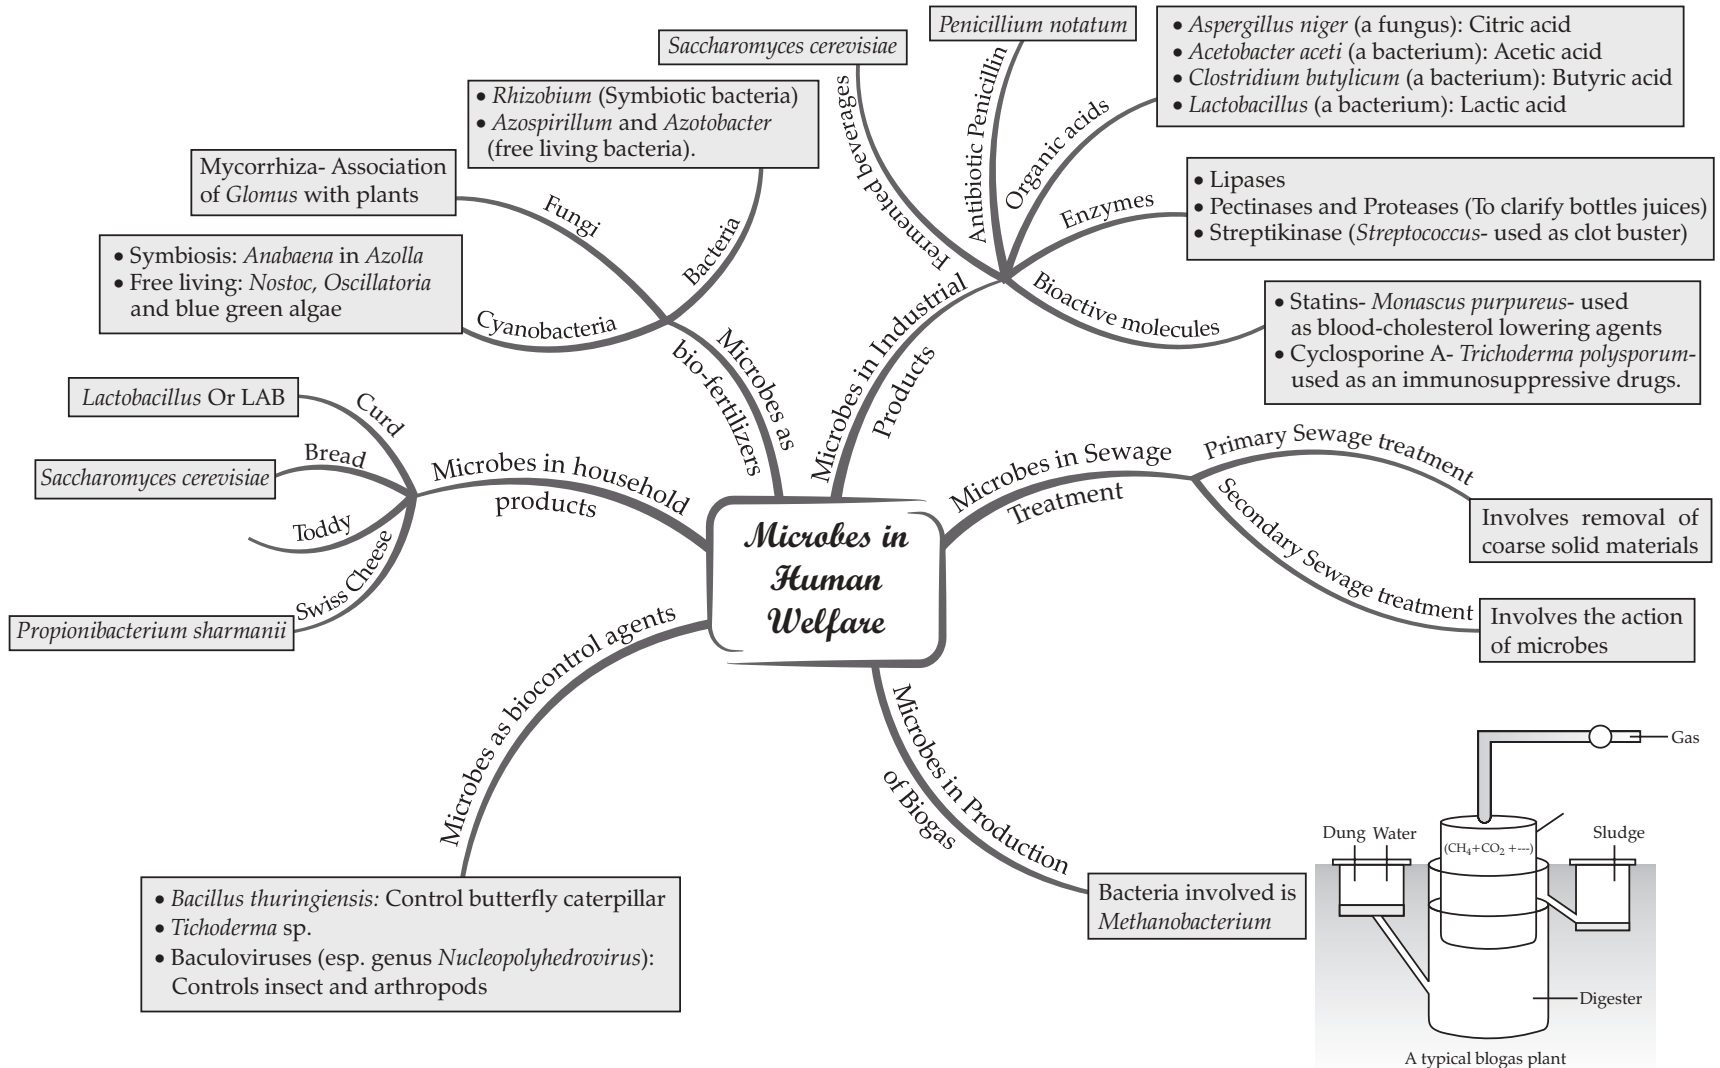 Microbes in
Human
Welfare
Microbes in Industrial
Products
Fermented beverages
Saccharomyces cerevisiae
Antibiotic Penicillin
Penicillium notatum
Organic acids
• Aspergillus niger (a fungus): Citric acid
• Acetobacter aceti (a bacterium): Acetic acid
• Clostridium butylicum (a bacterium): Butyric acid
• Lactobacillus (a bacterium): Lactic acid
Enzymes
• Lipases
• Pectinases and Proteases (To clarify bottles juices)
• Streptikinase (Streptococcus- used as clot buster)
Bioactive molecules
• Statins- Monascus purpureus- used
as blood-cholesterol lowering agents
• Cyclosporine A- Trichoderma polysporum-
used as an immunosuppressive drugs.
Microbes in Sewage
Treatment
Primary Sewage treatment
Involves removal of
coarse solid materials
Secondary Sewage treatment
Involves the action
of microbes
Microbes in Production
of Biogas
Bacteria involved is
Methanobacterium
Gas
Dung Water
Sludge
(CH4+CO2 +---)
Digester
A typical blogas plant
Microbes as biocontrol agents
• Bacillus thuringiensis: Control butterfly caterpillar
• Tichoderma sp.
• Baculoviruses (esp. genus Nucleopolyhedrovirus):
Controls insect and arthropods
Microbes in household
products
Curd
Lactobacillus Or LAB
Bread
Saccharomyces cerevisiae
Toddy
Swiss Cheese
Propionibacterium sharmanii
Microbes as
bio-fertilizers
Bacteria
• Rhizobium (Symbiotic bacteria)
• Azospirillum and Azotobacter
(free living bacteria).
Fungi
Mycorrhiza- Association
of Glomus with plants
Cyanobacteria
• Symbiosis: Anabaena in Azolla
• Free living: Nostoc, Oscillatoria
and blue green algae